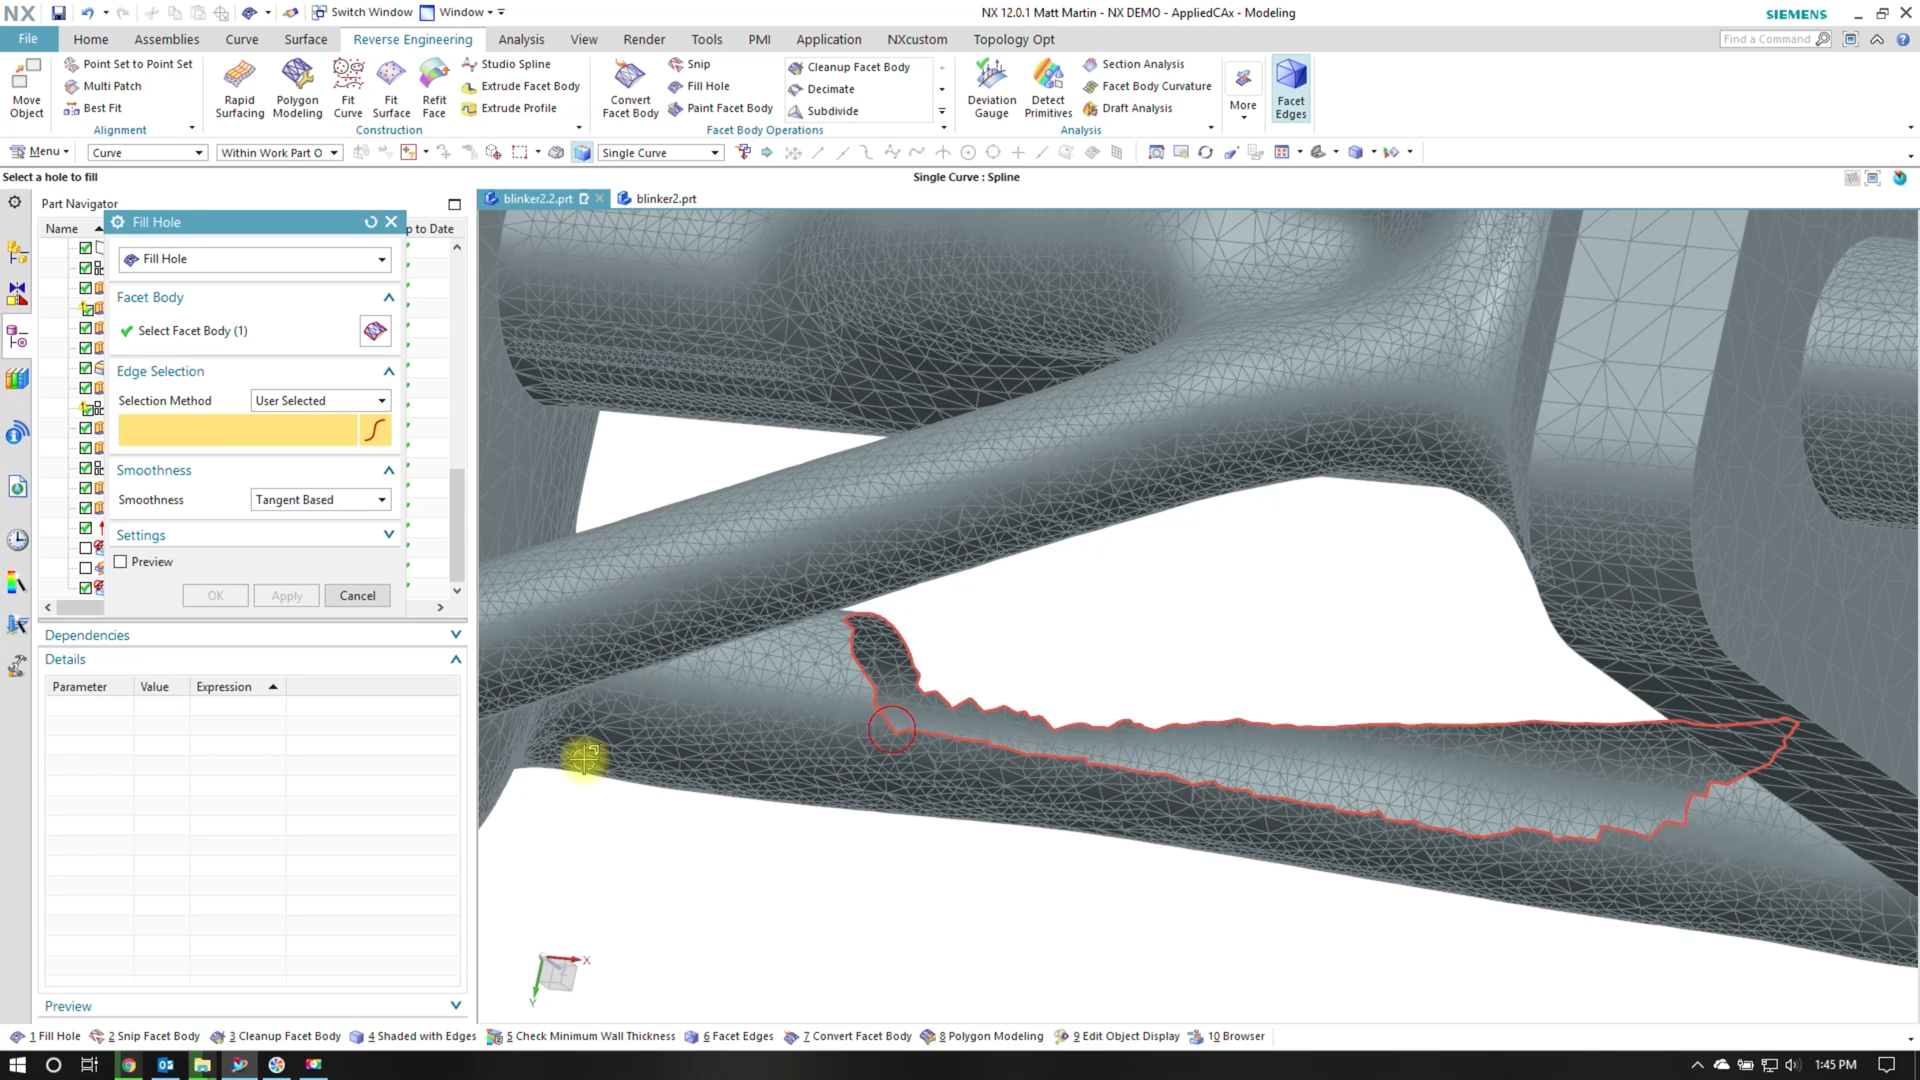 NX Switch Window Window NX 12.0.1 Matt Martin - NX DEMO - AppliedCAx - Modeling SIEMENS
File Home Assemblies Curve Surface Reverse Engineering Analysis View Render Tools PMI Application NXcustom Topology Opt Find a Command
Move Object
Point Set to Point Set
Multi Patch
Best Fit
Alignment
Rapid Surfacing
Polygon Modeling
Fit Curve
Fit Surface
Refit Face
Studio Spline
Extrude Facet Body
Extrude Profile
Construction
Convert Facet Body
Snip
Fill Hole
Paint Facet Body
Cleanup Facet Body
Decimate
Subdivide
Facet Body Operations
Deviation Gauge
Detect Primitives
Section Analysis
Facet Body Curvature
Draft Analysis
Analysis
More
Facet Edges
Menu Curve Within Work Part O Single Curve
Select a hole to fill Single Curve : Spline
Part Navigator
blinker2.2.prt blinker2.prt
Name p to Date
Fill Hole
Fill Hole
Facet Body
Select Facet Body (1)
Edge Selection
Selection Method User Selected
Smoothness
Smoothness Tangent Based
Settings
Preview
OK Apply Cancel
Dependencies
Details
Parameter Value Expression
X
Y
Preview
1 Fill Hole 2 Snip Facet Body 3 Cleanup Facet Body 4 Shaded with Edges 5 Check Minimum Wall Thickness 6 Facet Edges 7 Convert Facet Body 8 Polygon Modeling 9 Edit Object Display 10 Browser
1:45 PM